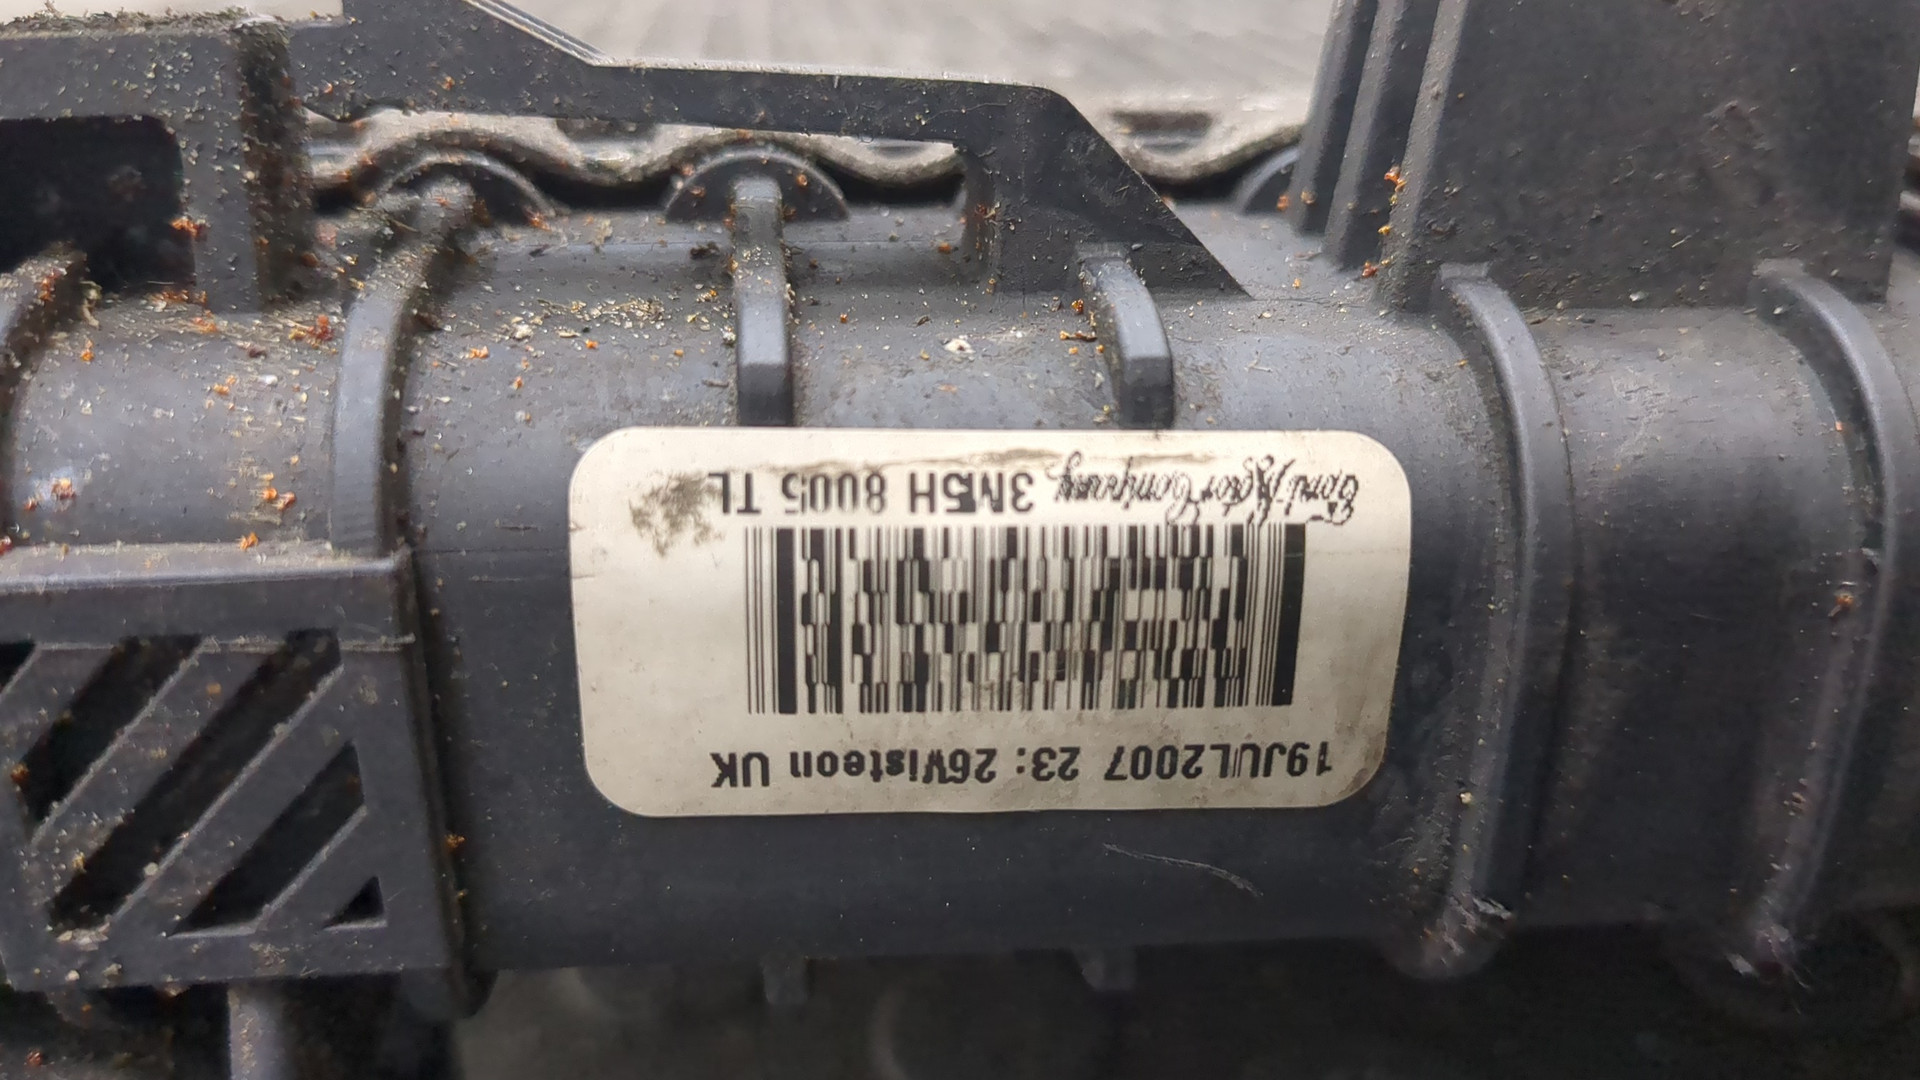 Ford Motor Company 3M5H 8005 TL
19JUL2007 23:26Visteon UK